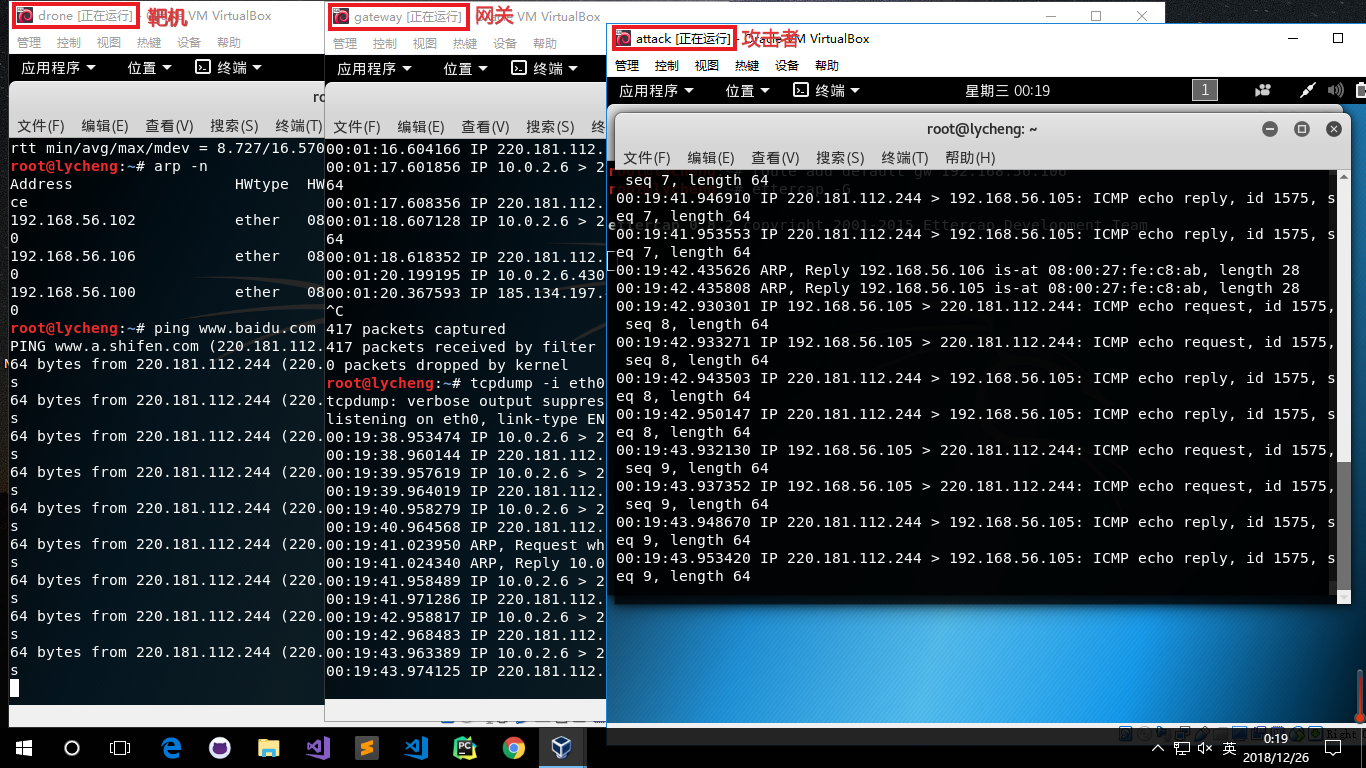 drone [正在运行]
靶机
VM VirtualBox
管理 控制 视图 热键 设备 帮助
应用程序 位置 终端
文件(F) 编辑(E) 查看(V) 搜索(S) 终端(T)
rtt min/avg/max/mdev = 8.727/16.570
root@lycheng:~# arp -n
Address HWtype HW
ce
192.168.56.102 ether 08
0
192.168.56.106 ether 08
0
192.168.56.100 ether 08
0
root@lycheng:~# ping www.baidu.com
PING www.a.shifen.com (220.181.112.
64 bytes from 220.181.112.244 (220.
s
64 bytes from 220.181.112.244 (220.
s
64 bytes from 220.181.112.244 (220.
s
64 bytes from 220.181.112.244 (220.
s
64 bytes from 220.181.112.244 (220.
s
64 bytes from 220.181.112.244 (220.
s
64 bytes from 220.181.112.244 (220.
s
64 bytes from 220.181.112.244 (220.
s
64 bytes from 220.181.112.244 (220.
s
gateway [正在运行]
网关
VM VirtualBox
管理 控制 视图 热键 设备 帮助
应用程序 位置 终端
文件(F) 编辑(E) 查看(V) 搜索(S) 终
00:01:16.604166 IP 220.181.112.
00:01:17.601856 IP 10.0.2.6 > 2
64
00:01:17.608356 IP 220.181.112.
00:01:18.607128 IP 10.0.2.6 > 2
64
00:01:18.618352 IP 220.181.112.
00:01:20.199195 IP 10.0.2.6.430
00:01:20.367593 IP 185.134.197.
^C
417 packets captured
417 packets received by filter
0 packets dropped by kernel
root@lycheng:~# tcpdump -i eth0
tcpdump: verbose output suppres
listening on eth0, link-type EN
00:19:38.953474 IP 10.0.2.6 > 2
00:19:38.960144 IP 220.181.112.
00:19:39.957619 IP 10.0.2.6 > 2
00:19:39.964019 IP 220.181.112.
00:19:40.958279 IP 10.0.2.6 > 2
00:19:40.964568 IP 220.181.112.
00:19:41.023950 ARP, Request wh
00:19:41.024340 ARP, Reply 10.0
00:19:41.958489 IP 10.0.2.6 > 2
00:19:41.971286 IP 220.181.112.
00:19:42.958817 IP 10.0.2.6 > 2
00:19:42.968483 IP 220.181.112.
00:19:43.963389 IP 10.0.2.6 > 2
00:19:43.974125 IP 220.181.112.
attack [正在运行] - Oracle VM VirtualBox
攻击者
管理 控制 视图 热键 设备 帮助
应用程序 位置 终端 星期三 00:19 1
root@lycheng: ~
文件(F) 编辑(E) 查看(V) 搜索(S) 终端(T) 帮助(H)
seq 7, length 64
00:19:41.946910 IP 220.181.112.244 > 192.168.56.105: ICMP echo reply, id 1575, s
eq 7, length 64
00:19:41.953553 IP 220.181.112.244 > 192.168.56.105: ICMP echo reply, id 1575, s
eq 7, length 64
00:19:42.435626 ARP, Reply 192.168.56.106 is-at 08:00:27:fe:c8:ab, length 28
00:19:42.435808 ARP, Reply 192.168.56.105 is-at 08:00:27:fe:c8:ab, length 28
00:19:42.930301 IP 192.168.56.105 > 220.181.112.244: ICMP echo request, id 1575,
seq 8, length 64
00:19:42.933271 IP 192.168.56.105 > 220.181.112.244: ICMP echo request, id 1575,
seq 8, length 64
00:19:42.943503 IP 220.181.112.244 > 192.168.56.105: ICMP echo reply, id 1575, s
eq 8, length 64
00:19:42.950147 IP 220.181.112.244 > 192.168.56.105: ICMP echo reply, id 1575, s
eq 8, length 64
00:19:43.932130 IP 192.168.56.105 > 220.181.112.244: ICMP echo request, id 1575,
seq 9, length 64
00:19:43.937352 IP 192.168.56.105 > 220.181.112.244: ICMP echo request, id 1575,
seq 9, length 64
00:19:43.948670 IP 220.181.112.244 > 192.168.56.105: ICMP echo reply, id 1575, s
eq 9, length 64
00:19:43.953420 IP 220.181.112.244 > 192.168.56.105: ICMP echo reply, id 1575, s
eq 9, length 64
英
0:19
2018/12/26